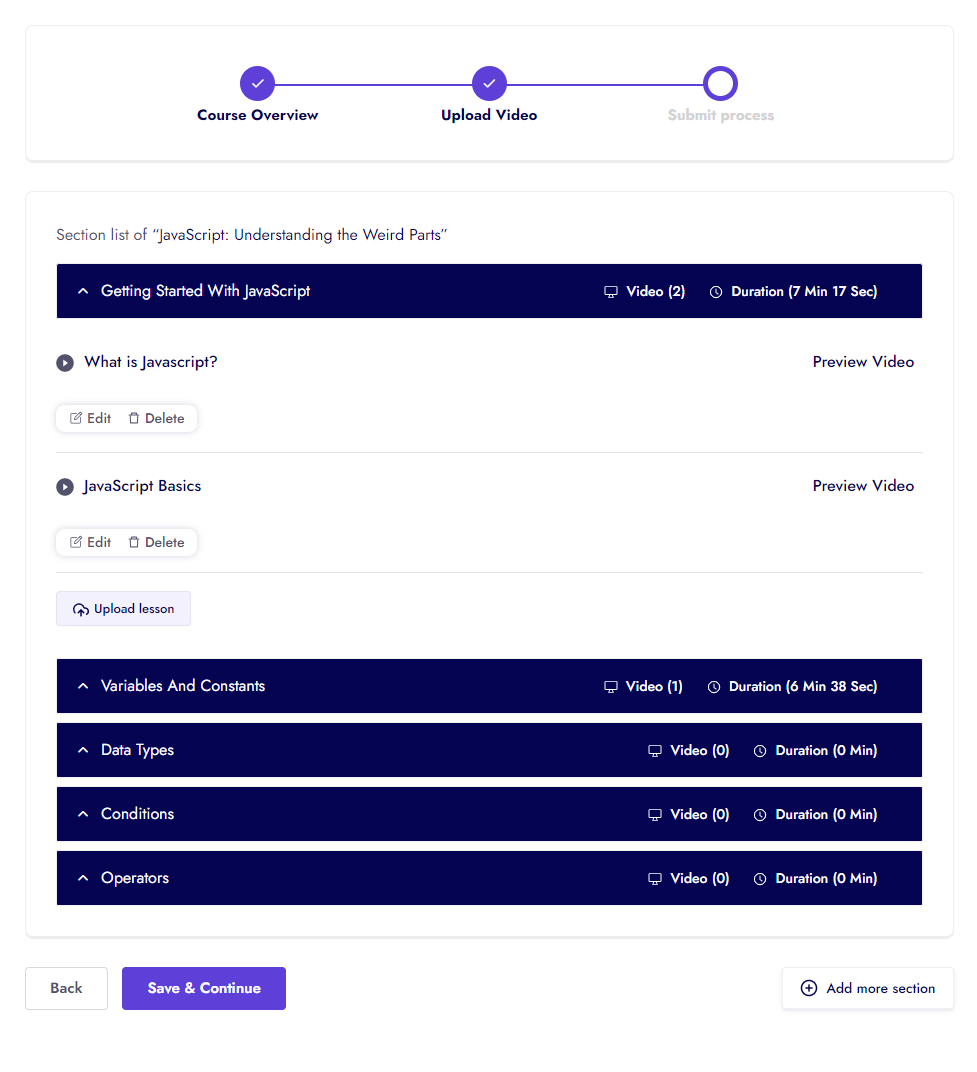 Course Overview
Upload Video
Submit process
Section list of “JavaScript: Understanding the Weird Parts”
Getting Started With JavaScript Video (2) Duration (7 Min 17 Sec)
What is Javascript? Preview Video
Edit Delete
JavaScript Basics Preview Video
Edit Delete
Upload lesson
Variables And Constants Video (1) Duration (6 Min 38 Sec)
Data Types Video (0) Duration (0 Min)
Conditions Video (0) Duration (0 Min)
Operators Video (0) Duration (0 Min)
Back Save & Continue Add more section